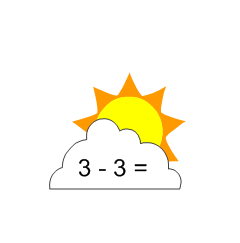 3 - 3 =